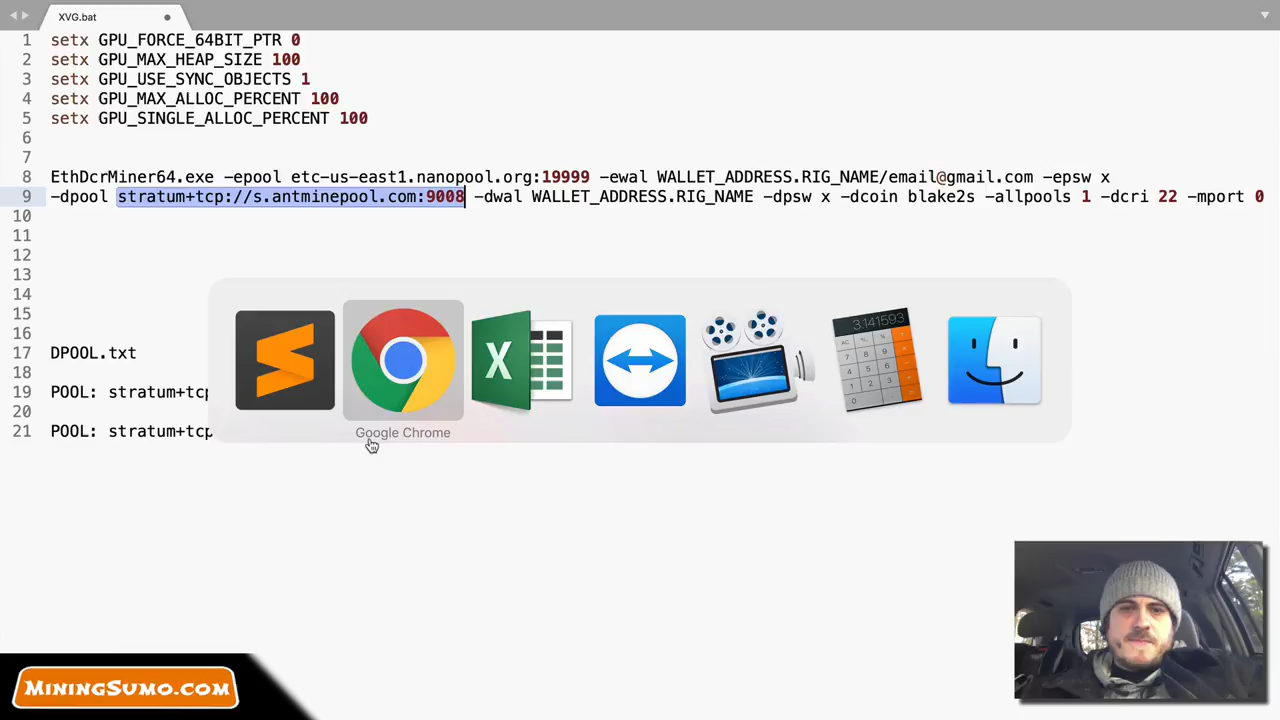 XVG.bat
1 setx GPU_FORCE_64BIT_PTR 0
2 setx GPU_MAX_HEAP_SIZE 100
3 setx GPU_USE_SYNC_OBJECTS 1
4 setx GPU_MAX_ALLOC_PERCENT 100
5 setx GPU_SINGLE_ALLOC_PERCENT 100
6
7
8 EthDcrMiner64.exe -epool etc-us-east1.nanopool.org:19999 -ewal WALLET_ADDRESS.RIG_NAME/email@gmail.com -epsw x
9 -dpool stratum+tcp://s.antminepool.com:9008 -dwal WALLET_ADDRESS.RIG_NAME -dpsw x -dcoin blake2s -allpools 1 -dcri 22 -mport 0
10
11
12
13
14
15
16
17 DPOOL.txt
18
19 POOL: stratum+tcp
20
21 POOL: stratum+tcp
3.141593
Google Chrome
MiningSumo.com